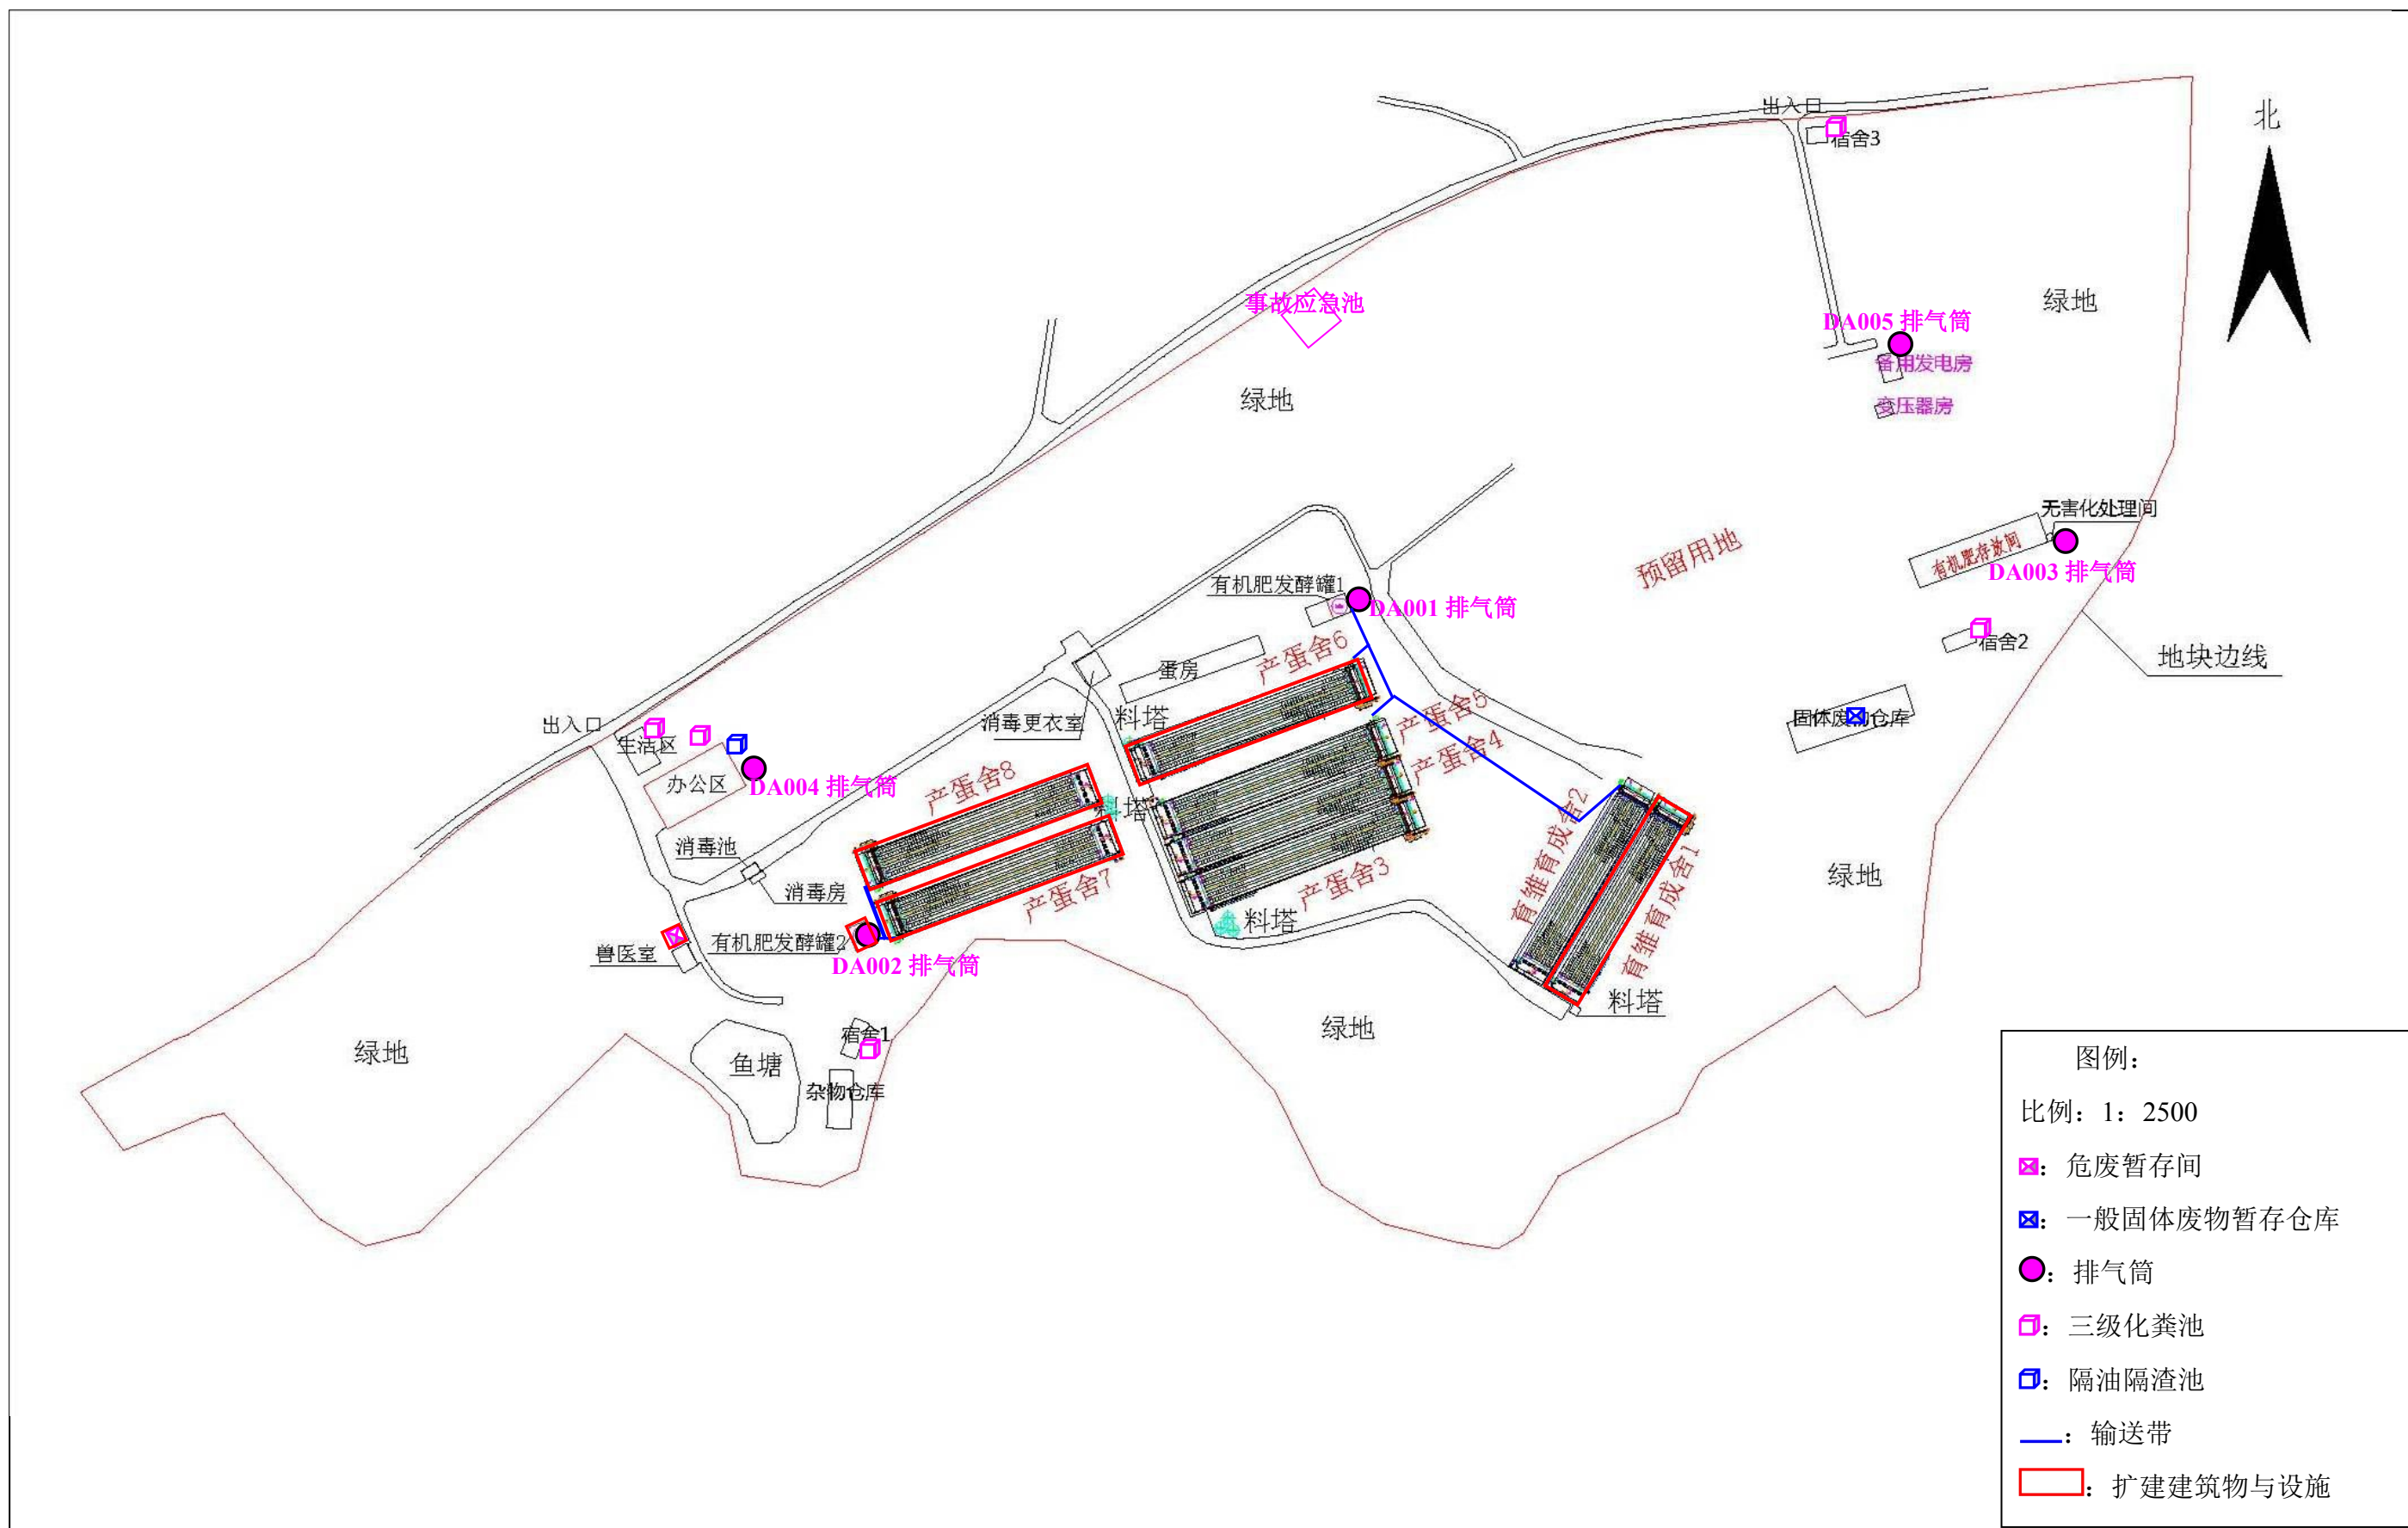 北
出入口
宿舍3
绿地
事故应急池
DA005 排气筒
备用发电房
变压器房
绿地
无害化处理间
有机肥存放间
DA003 排气筒
预留用地
有机肥发酵罐1
DA001 排气筒
宿舍2
地块边线
产蛋舍6
蛋房
料塔
消毒更衣室
产蛋舍5
产蛋舍4
固体废物仓库
出入口
生活区
办公区
DA004 排气筒
产蛋舍8
料塔
消毒池
消毒房
产蛋舍7
产蛋舍3
料塔
育雏育成舍2
育雏育成舍1
料塔
绿地
兽医室
有机肥发酵罐2
DA002 排气筒
绿地
绿地
宿舍1
鱼塘
杂物仓库
图例：
比例：1：2500
：危废暂存间
：一般固体废物暂存仓库
：排气筒
：三级化粪池
：隔油隔渣池
：输送带
：扩建建筑物与设施